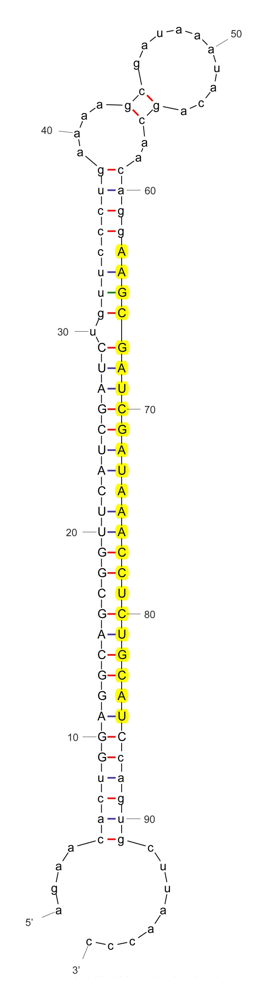 u a a 50
a a
g u
c a
a g g c a
a c
40 a
a
a a
g c
u a 60
c g
c g
c A
u A
u G
g C
30 u
C G
U A
A U
G C 70
C G
U A
A U
C A
U A
20 U A
G C
G C
C U
G C 80
A U
C G
G C
G A
A U
10 G C
G c
u a
c g
a u 90
c g
a c
a u
g u
a a
5’
a
c c c
3’